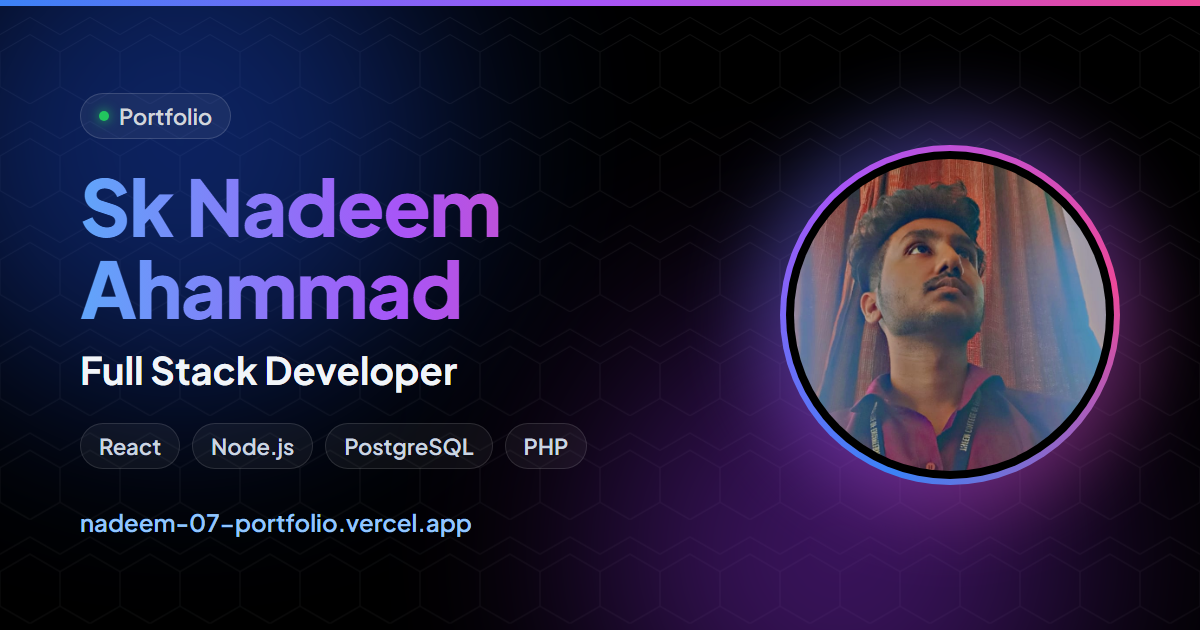 Portfolio
Sk Nadeem
Ahammad
Full Stack Developer
React Node.js PostgreSQL PHP
nadeem-07-portfolio.vercel.app